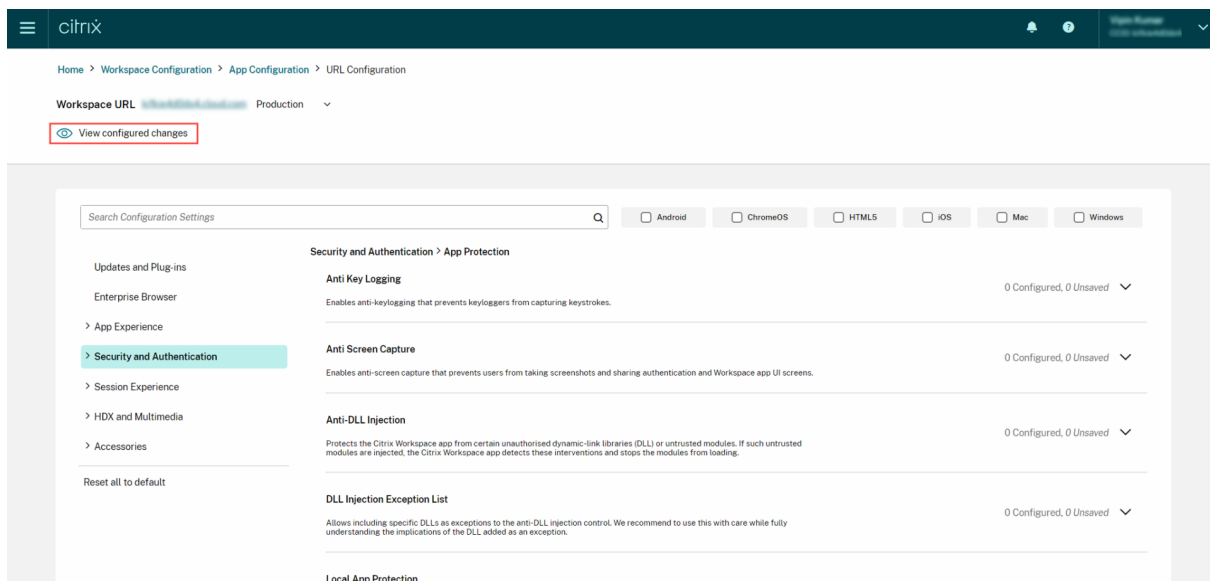 citrix
Home > Workspace Configuration > App Configuration > URL Configuration
Workspace URL Production
View configured changes
Search Configuration Settings
Android ChromeOS HTML5 iOS Mac Windows
Updates and Plug-ins
Enterprise Browser
> App Experience
> Security and Authentication
> Session Experience
> HDX and Multimedia
> Accessories
Reset all to default
Security and Authentication > App Protection
Anti Key Logging
Enables anti-keylogging that prevents keyloggers from capturing keystrokes.
0 Configured, 0 Unsaved
Anti Screen Capture
Enables anti-screen capture that prevents users from taking screenshots and sharing authentication and Workspace app UI screens.
0 Configured, 0 Unsaved
Anti-DLL Injection
Protects the Citrix Workspace app from certain unauthorised dynamic-link libraries (DLL) or untrusted modules. If such untrusted
modules are injected, the Citrix Workspace app detects these interventions and stops the modules from loading.
0 Configured, 0 Unsaved
DLL Injection Exception List
Allows including specific DLLs as exceptions to the anti-DLL injection control. We recommend to use this with care while fully
understanding the implications of the DLL added as an exception.
0 Configured, 0 Unsaved
Local App Protection